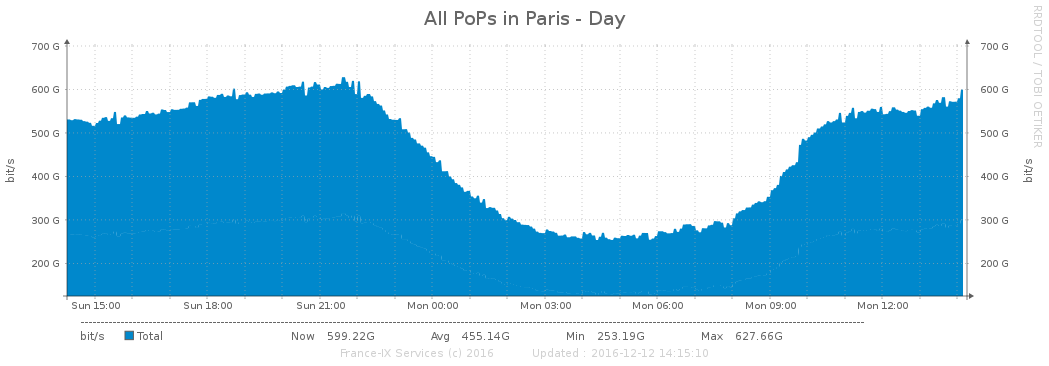 All PoPs in Paris - Day
RRDTOOL / TOBI OETIKER
700 G 700 G
600 G 600 G
500 G 500 G
400 G 400 G
300 G 300 G
200 G 200 G
bit/s bit/s
Sun 15:00 Sun 18:00 Sun 21:00 Mon 00:00 Mon 03:00 Mon 06:00 Mon 09:00 Mon 12:00
bit/s Total Now 599.22G Avg 455.14G Min 253.19G Max 627.66G
France-IX Services (c) 2016 Updated : 2016-12-12 14:15:10